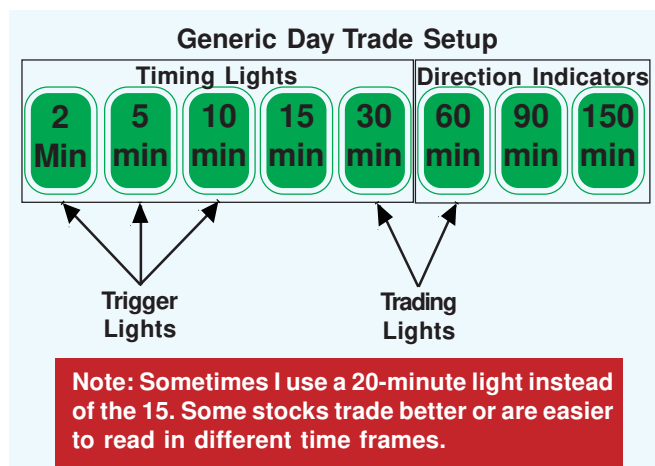 Generic Day Trade Setup
Timing Lights Direction Indicators
2 5 10 15 30 60 90 150
Min min min min min min min min
Trigger Trading
Lights Lights
Note: Sometimes I use a 20-minute light instead
of the 15. Some stocks trade better or are easier
to read in different time frames.